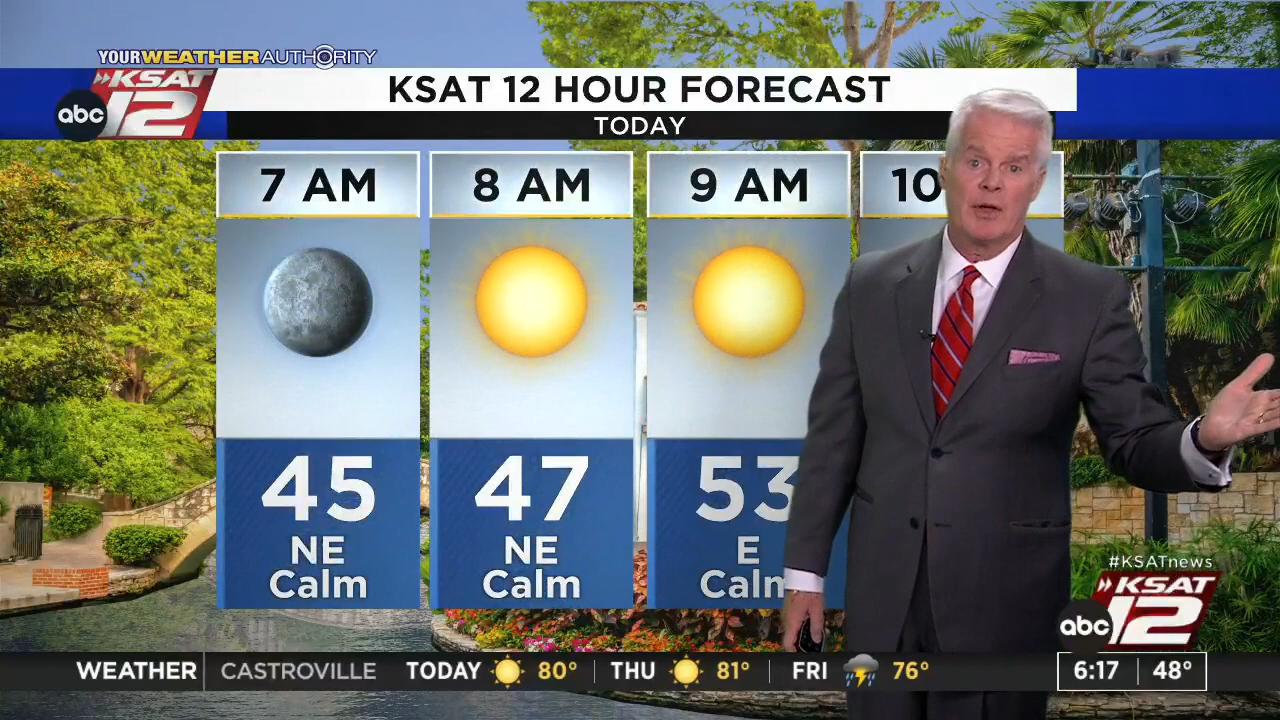 YOURWEATHERAUTHORITY
KSAT
abc
12
KSAT 12 HOUR FORECAST
TODAY
7 AM
8 AM
9 AM
10
45
NE
Calm
47
NE
Calm
53
E
Calm
#KSATnews
KSAT
abc
12
WEATHER
CASTROVILLE
TODAY 80° THU 81° FRI 76°
6:17 48°